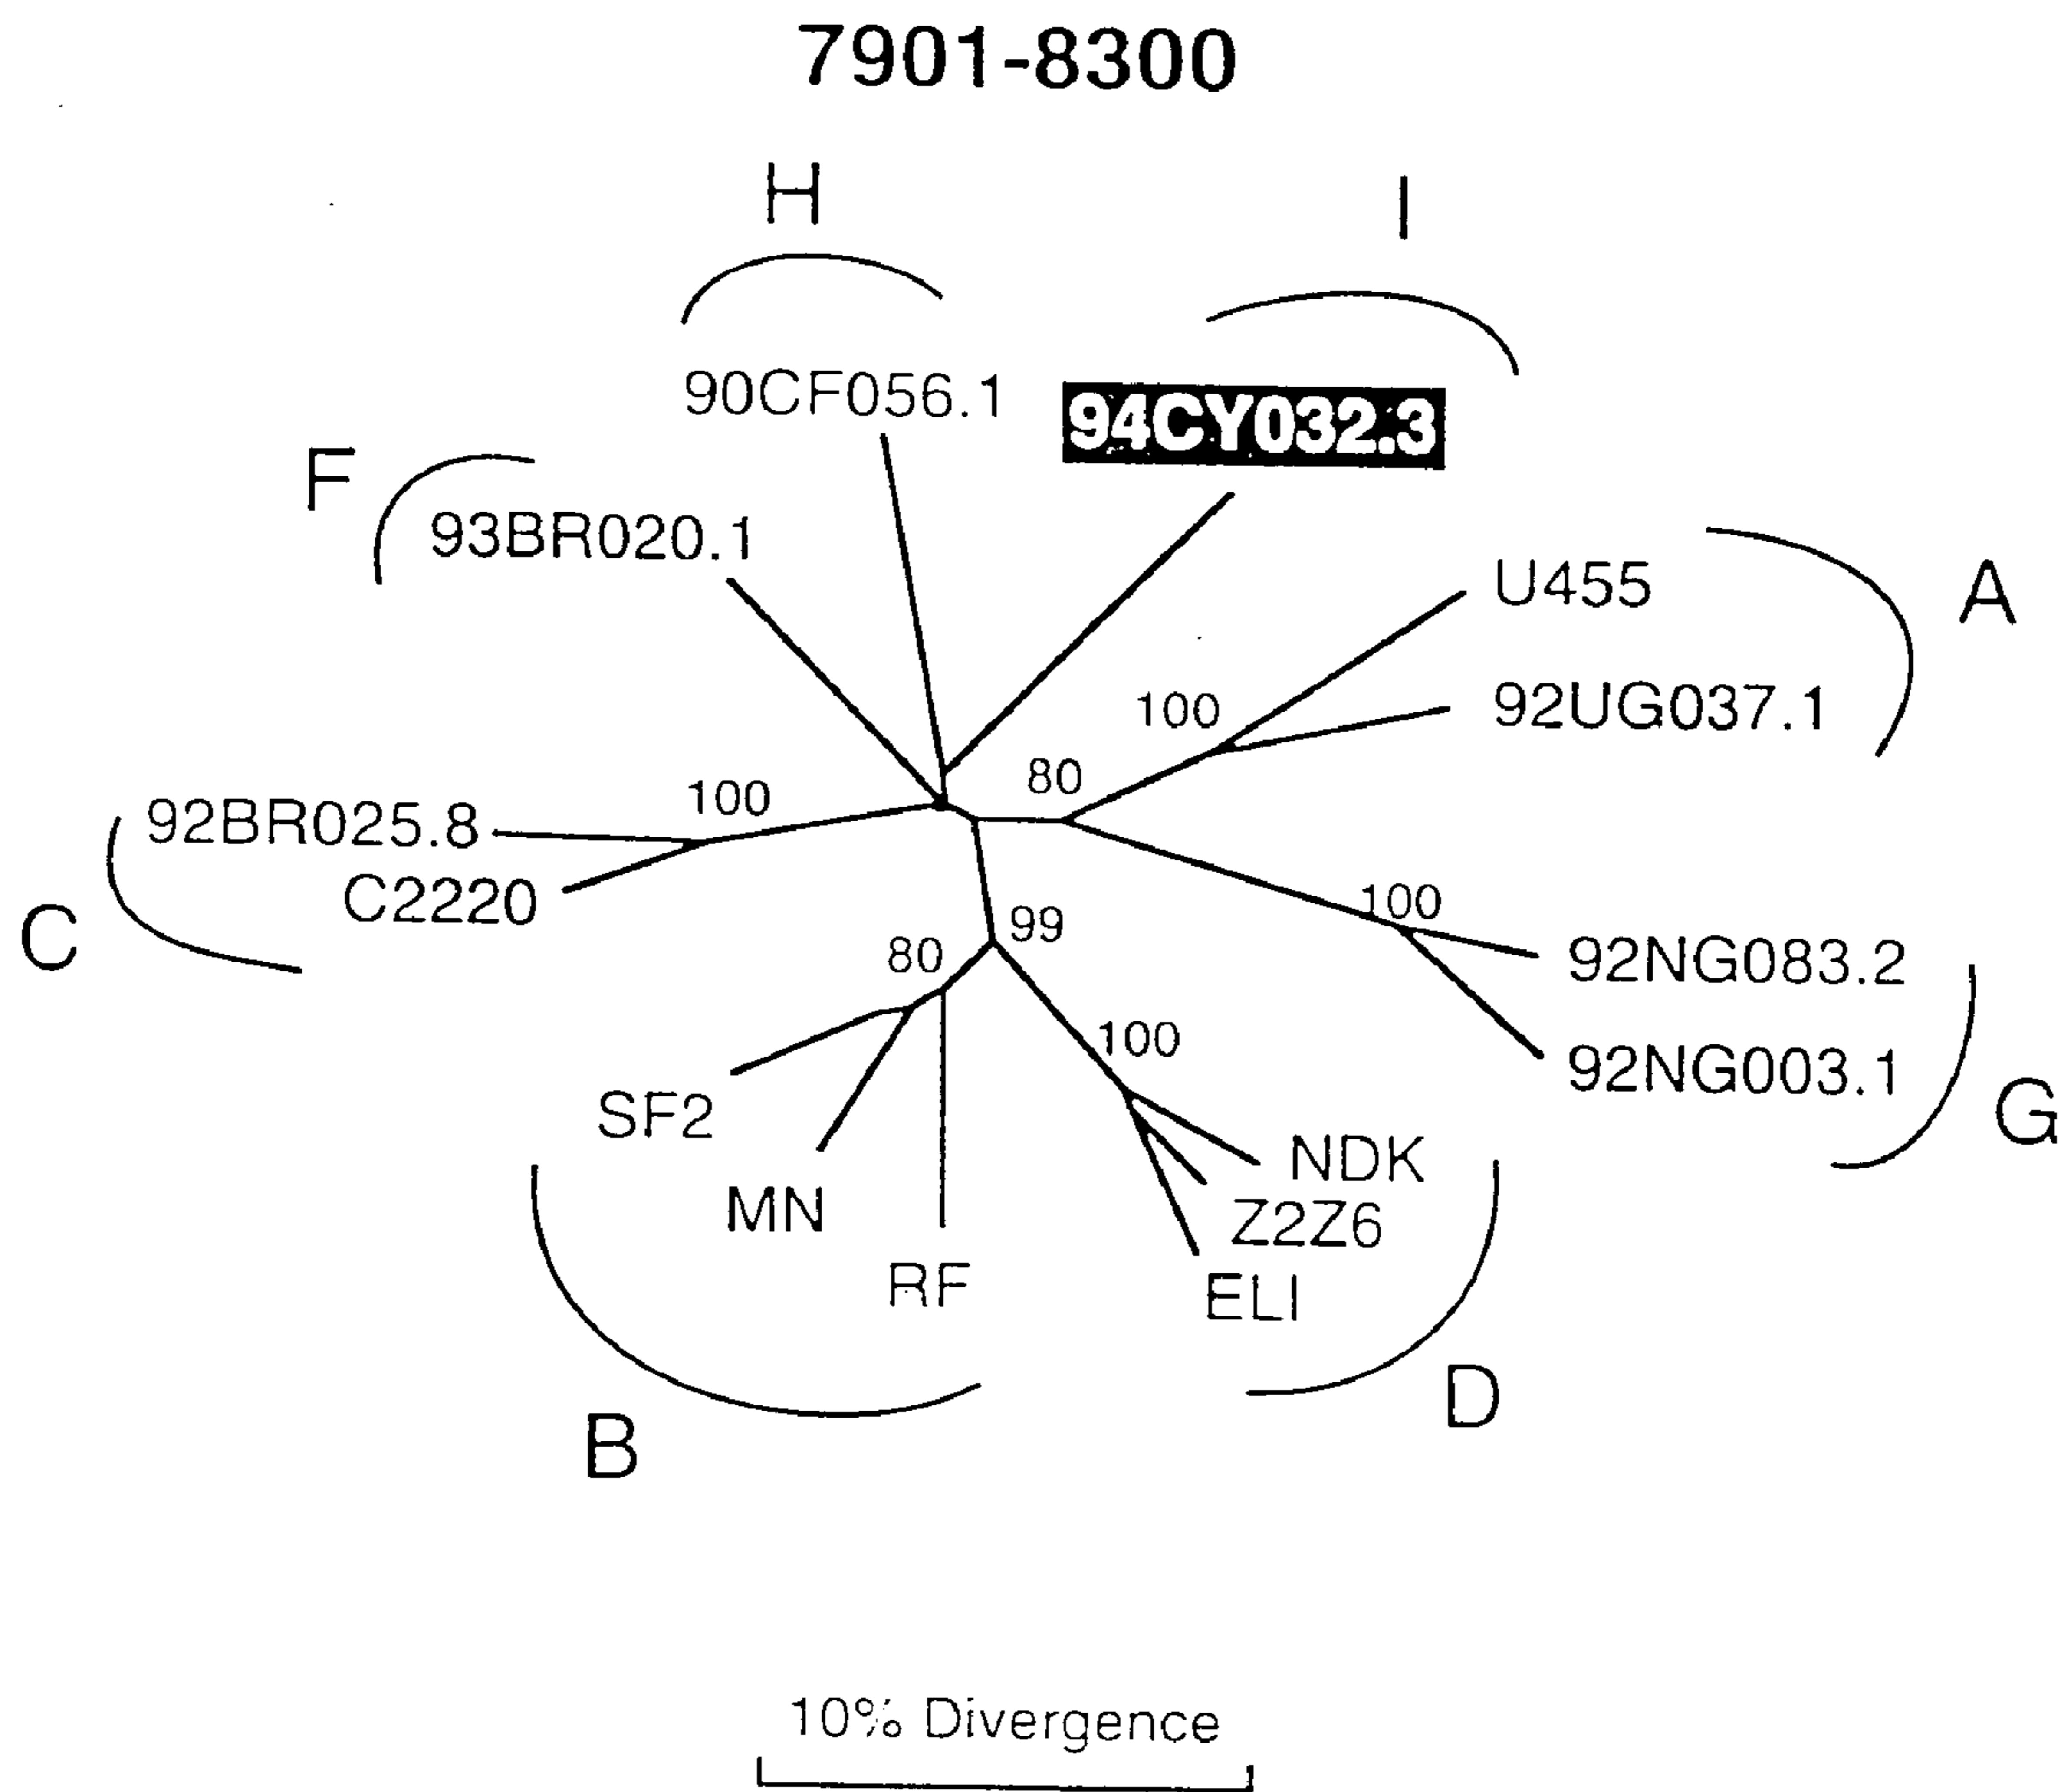 7901-8300
H
I
90CF056.1
94CY032.3
F
93BR020.1
U455
A
100
92UG037.1
80
100
92BR025.8
C2220
C
100
99
80
92NG083.2
100
92NG003.1
G
SF2
NDK
MN
Z2Z6
RF
ELI
D
B
10% Divergence